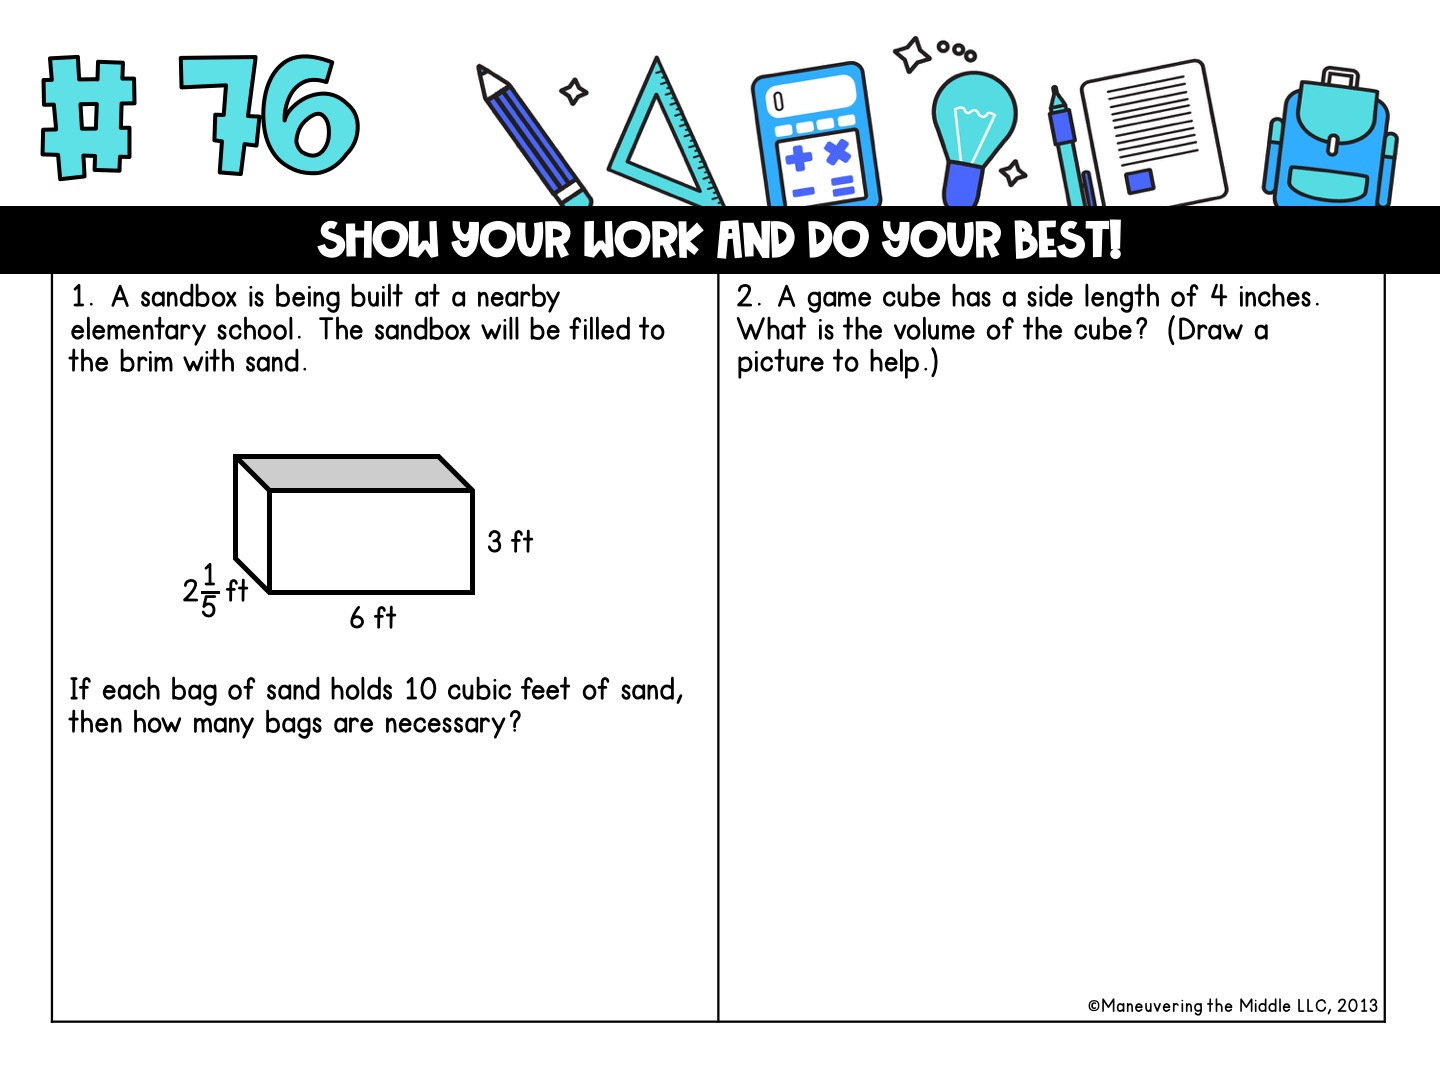 # 76
SHOW YOUR WORK AND DO YOUR BEST!
1. A sandbox is being built at a nearby
elementary school. The sandbox will be filled to
the brim with sand.
3 ft
2 1/5 ft
6 ft
If each bag of sand holds 10 cubic feet of sand,
then how many bags are necessary?
2. A game cube has a side length of 4 inches.
What is the volume of the cube? (Draw a
picture to help.)
©Maneuvering the Middle LLC, 2013
0